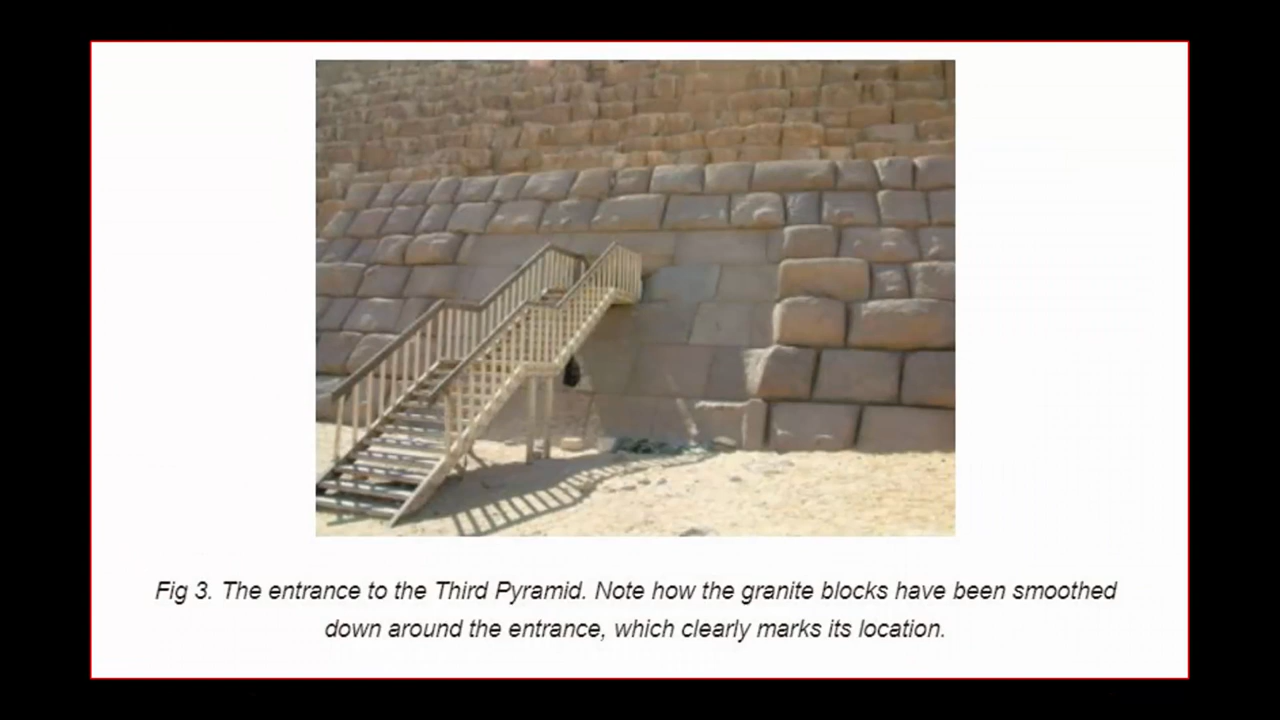 Fig 3. The entrance to the Third Pyramid. Note how the granite blocks have been smoothed
down around the entrance, which clearly marks its location.